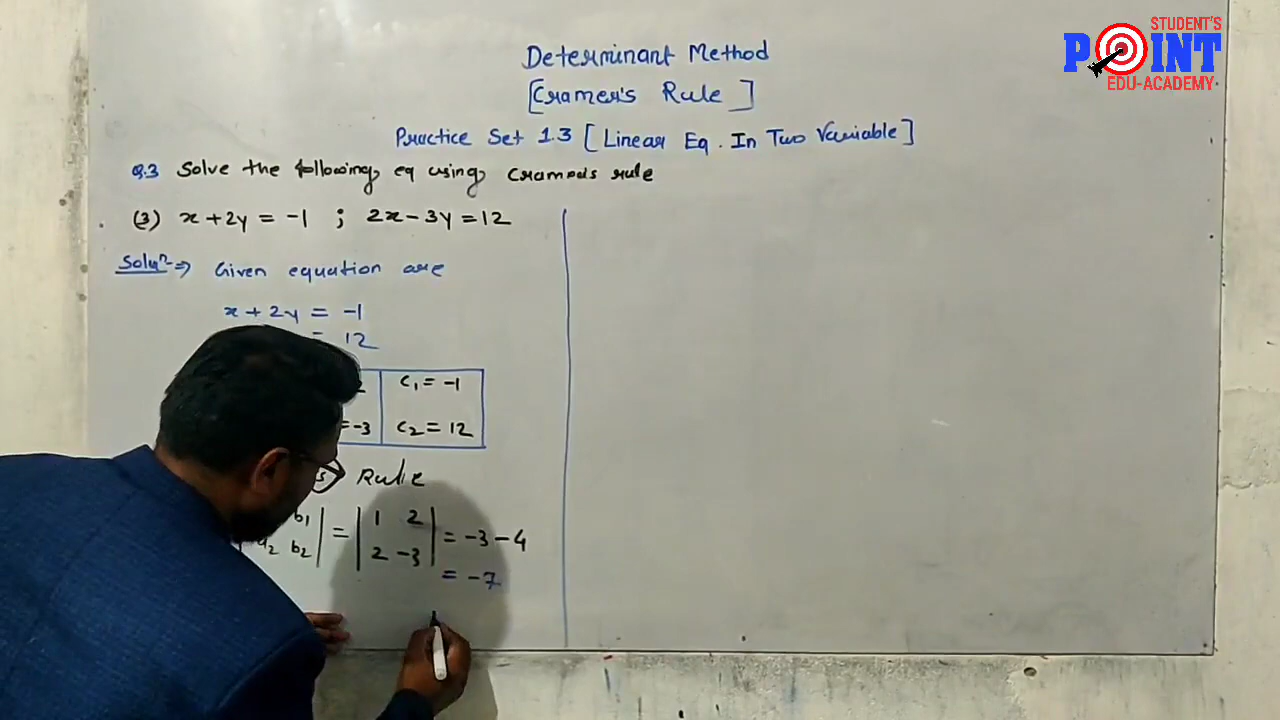 STUDENT'S
POINT
EDU-ACADEMY
Determinant Method
[Cramer's Rule]
Practice Set 1.3 [Linear Eq. In Two Variable]
Q.3 Solve the following eq using rule
(3) x + 2y = -1 ; 2x - 3y = 12
Soluⁿ ⇒ Given equation are
x + 2y = -1
= 12
c₁ = -1
= -3 c₂ = 12
Rule
b₁ | = | 1 2 | = -3 - 4
a₂ b₂ | 2 -3 |
= -7